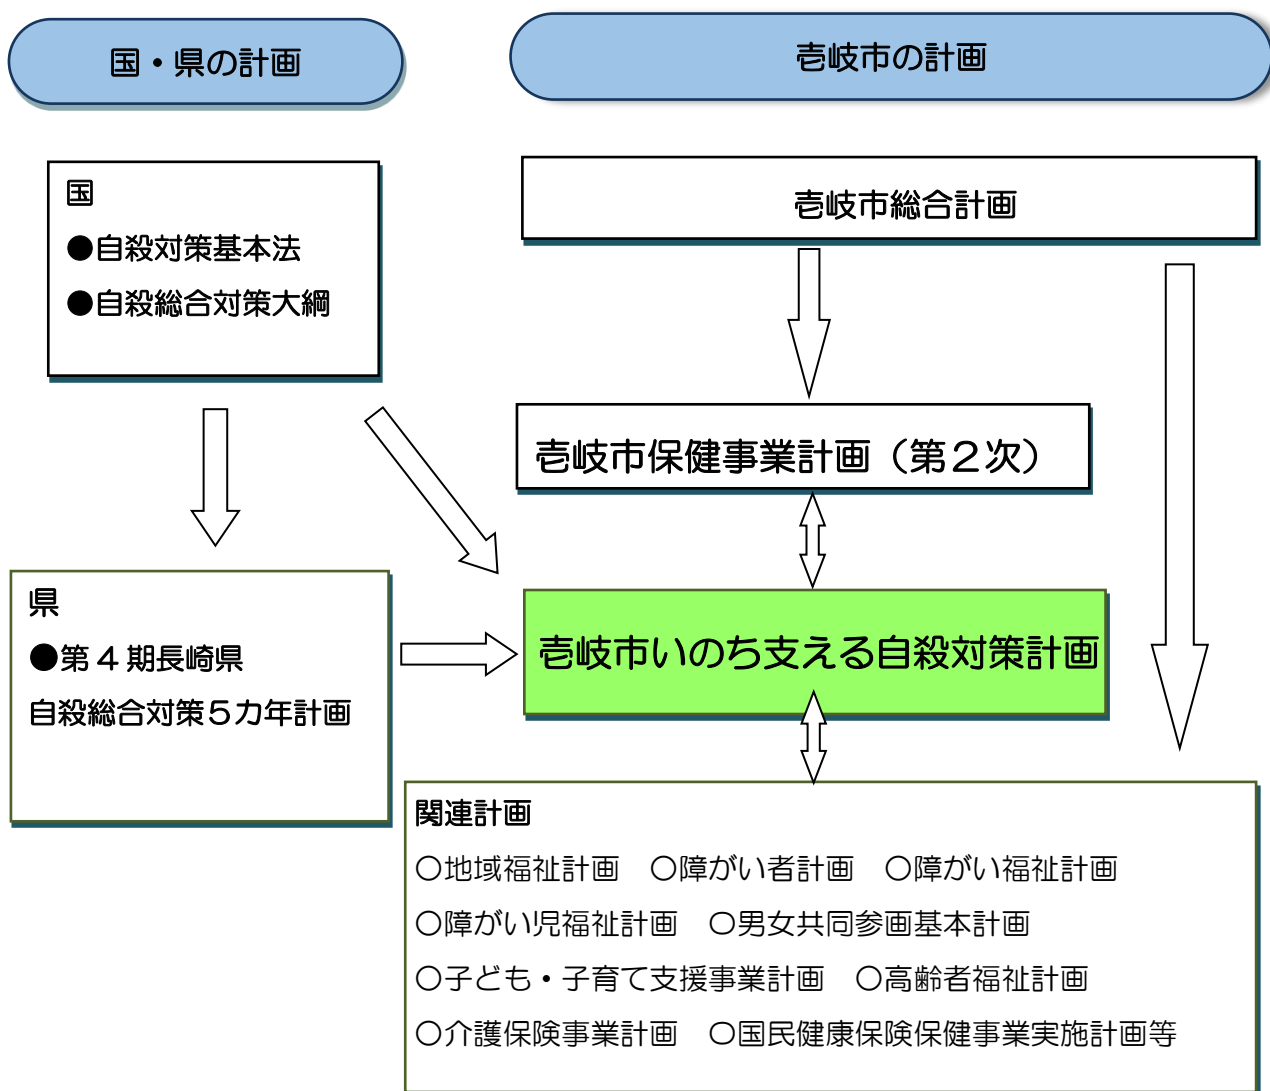 国・県の計画
壱岐市の計画
国
●自殺対策基本法
●自殺総合対策大綱
壱岐市総合計画
壱岐市保健事業計画（第２次）
県
●第４期長崎県
自殺総合対策５カ年計画
壱岐市いのち支える自殺対策計画
関連計画
○地域福祉計画　○障がい者計画　○障がい福祉計画
○障がい児福祉計画　○男女共同参画基本計画
○子ども・子育て支援事業計画　○高齢者福祉計画
○介護保険事業計画　○国民健康保険保健事業実施計画等